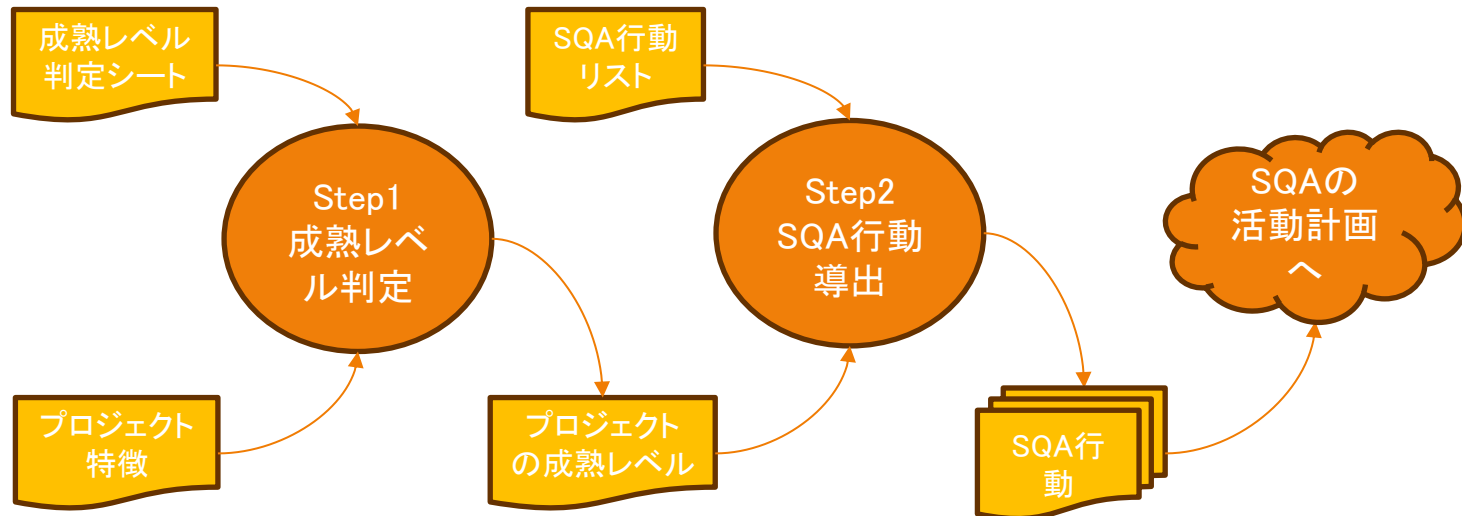 成熟レベル
判定シート
SQA行動
リスト
Step1
成熟レベ
ル判定
Step2
SQA行動
導出
SQAの
活動計画
へ
プロジェクト
特徴
プロジェクト
の成熟レベル
SQA行
動